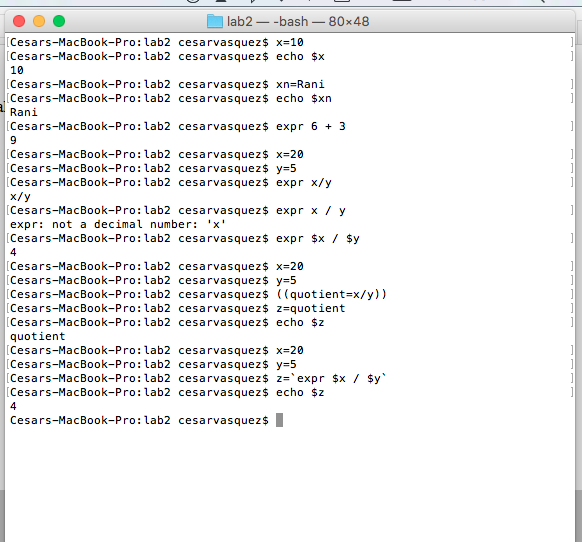 lab2 — -bash — 80×48
[Cesars-MacBook-Pro:lab2 cesarvasquez$ x=10 ]
[Cesars-MacBook-Pro:lab2 cesarvasquez$ echo $x ]
10
[Cesars-MacBook-Pro:lab2 cesarvasquez$ xn=Rani ]
[Cesars-MacBook-Pro:lab2 cesarvasquez$ echo $xn ]
Rani
[Cesars-MacBook-Pro:lab2 cesarvasquez$ expr 6 + 3 ]
9
[Cesars-MacBook-Pro:lab2 cesarvasquez$ x=20 ]
[Cesars-MacBook-Pro:lab2 cesarvasquez$ y=5 ]
[Cesars-MacBook-Pro:lab2 cesarvasquez$ expr x/y ]
x/y
[Cesars-MacBook-Pro:lab2 cesarvasquez$ expr x / y ]
expr: not a decimal number: 'x'
[Cesars-MacBook-Pro:lab2 cesarvasquez$ expr $x / $y ]
4
[Cesars-MacBook-Pro:lab2 cesarvasquez$ x=20 ]
[Cesars-MacBook-Pro:lab2 cesarvasquez$ y=5 ]
[Cesars-MacBook-Pro:lab2 cesarvasquez$ ((quotient=x/y)) ]
[Cesars-MacBook-Pro:lab2 cesarvasquez$ z=quotient ]
[Cesars-MacBook-Pro:lab2 cesarvasquez$ echo $z ]
quotient
[Cesars-MacBook-Pro:lab2 cesarvasquez$ x=20 ]
[Cesars-MacBook-Pro:lab2 cesarvasquez$ y=5 ]
[Cesars-MacBook-Pro:lab2 cesarvasquez$ z=`expr $x / $y` ]
[Cesars-MacBook-Pro:lab2 cesarvasquez$ echo $z ]
4
Cesars-MacBook-Pro:lab2 cesarvasquez$